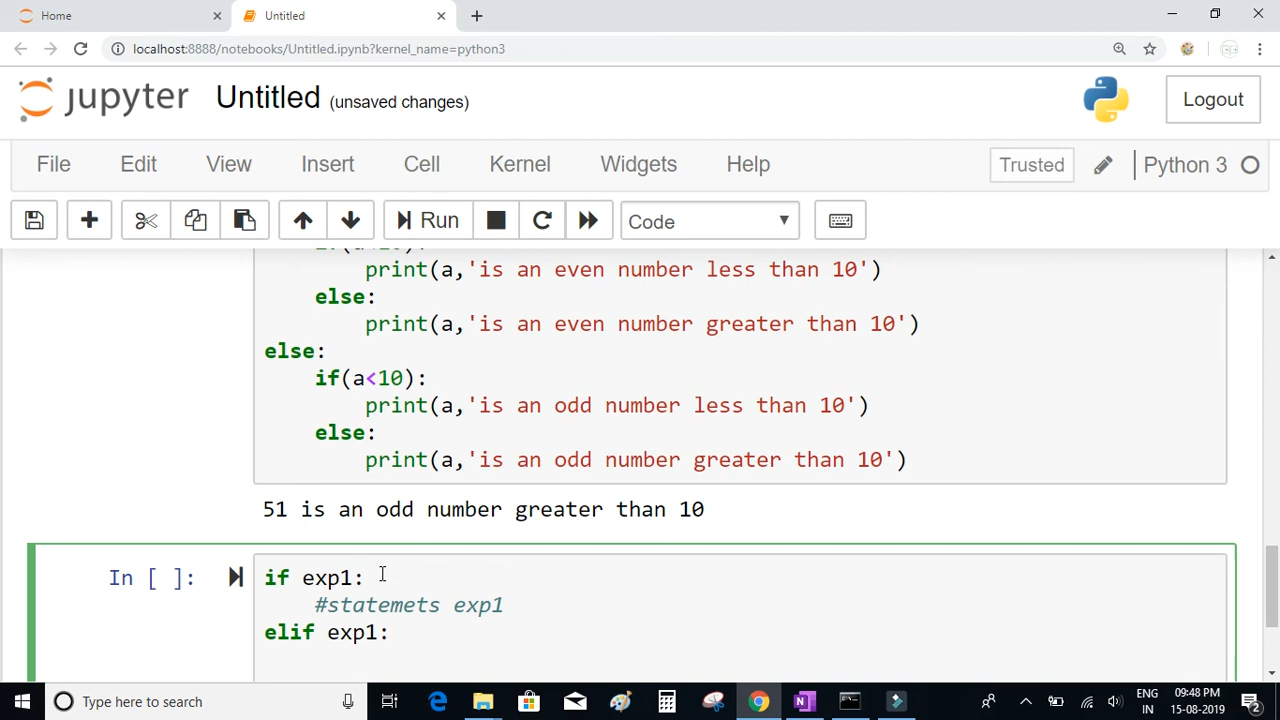 Home
Untitled
localhost:8888/notebooks/Untitled.ipynb?kernel_name=python3
jupyter Untitled (unsaved changes)
Logout
File Edit View Insert Cell Kernel Widgets Help
Trusted
Python 3
Run
Code
print(a,'is an even number less than 10')
else:
print(a,'is an even number greater than 10')
else:
if(a<10):
print(a,'is an odd number less than 10')
else:
print(a,'is an odd number greater than 10')
51 is an odd number greater than 10
In [ ]:
if exp1:
#statemets exp1
elif exp1:
Type here to search
ENG
IN
09:48 PM
15-08-2019
2